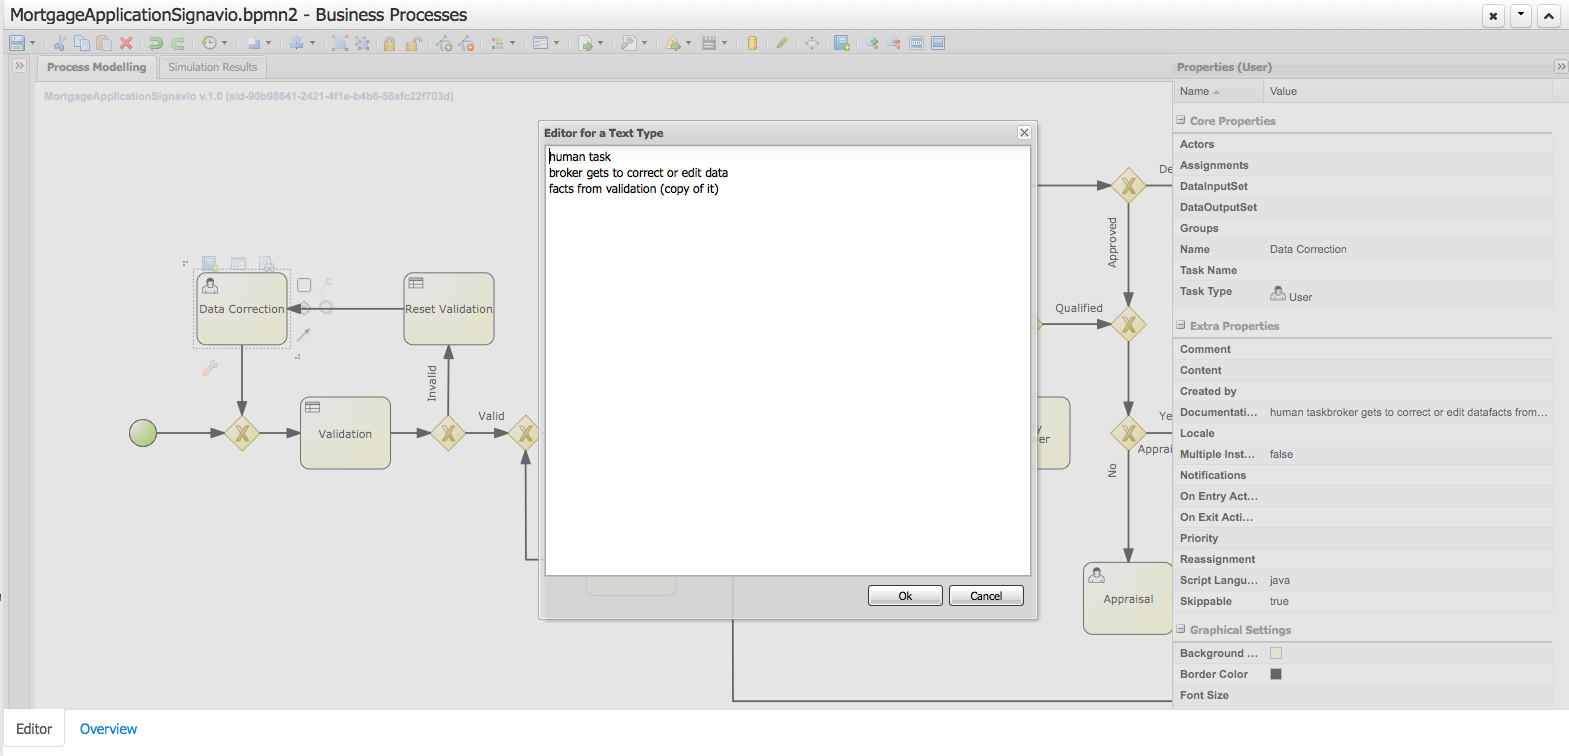 MortgageApplicationSignavio.bpmn2 - Business Processes
Process Modelling
Simulation Results
MortgageApplicationSignavio v.1.0 (sid-90b98641-2421-4f1e-b4b6-56afc22f703d)
Editor for a Text Type
human task
broker gets to correct or edit data
facts from validation (copy of it)
Ok
Cancel
Data Correction
Reset Validation
Invalid
Validation
Valid
Approved
Qualified
No
Appraisal
Properties (User)
Name
Value
Core Properties
Actors
Assignments
DataInputSet
DataOutputSet
Groups
Name Data Correction
Task Name
Task Type User
Extra Properties
Comment
Content
Created by
Documentati... human taskbroker gets to correct or edit datafacts from...
Locale
Multiple Inst... false
Notifications
On Entry Act...
On Exit Acti...
Priority
Reassignment
Script Langu... java
Skippable true
Graphical Settings
Background ...
Border Color
Font Size
Editor
Overview